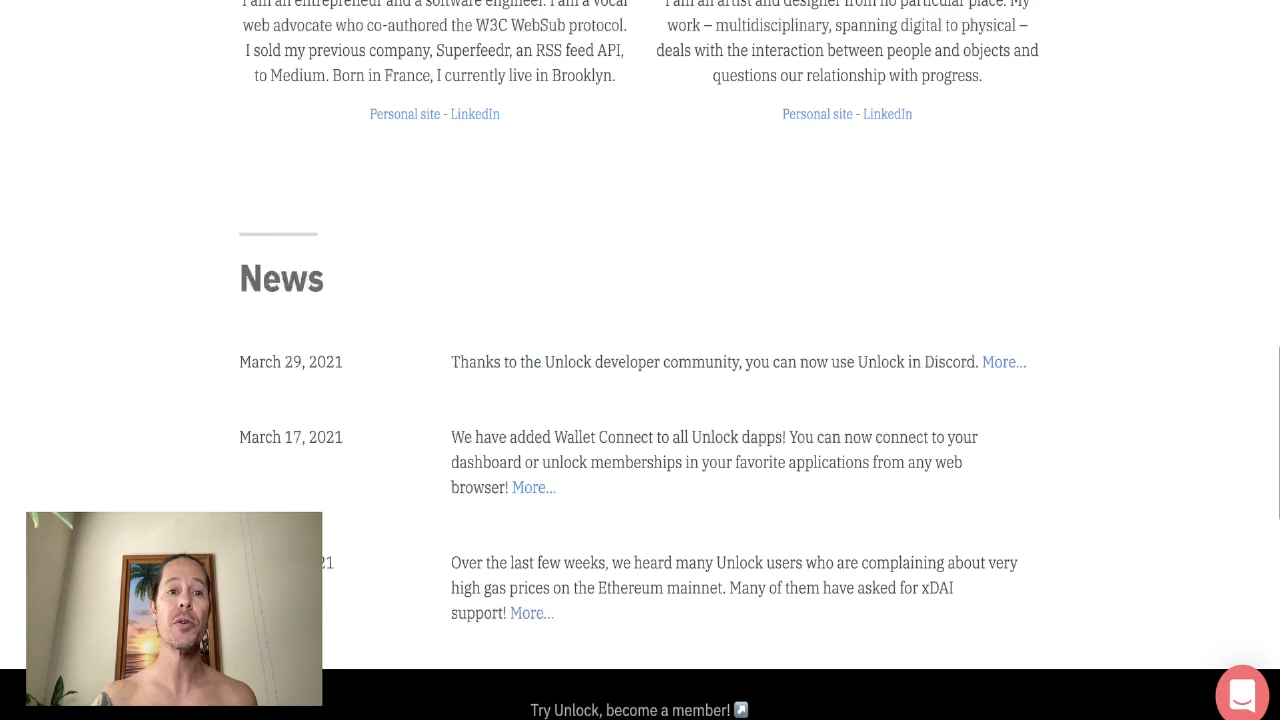 I am an entrepreneur and a software engineer. I am a vocal
web advocate who co-authored the W3C WebSub protocol.
I sold my previous company, Superfeedr, an RSS feed API,
to Medium. Born in France, I currently live in Brooklyn.
Personal site - LinkedIn
I am an artist and designer from no particular place. My
work – multidisciplinary, spanning digital to physical –
deals with the interaction between people and objects and
questions our relationship with progress.
Personal site - LinkedIn
News
March 29, 2021
Thanks to the Unlock developer community, you can now use Unlock in Discord. More...
March 17, 2021
We have added Wallet Connect to all Unlock dapps! You can now connect to your
dashboard or unlock memberships in your favorite applications from any web
browser! More...
21
Over the last few weeks, we heard many Unlock users who are complaining about very
high gas prices on the Ethereum mainnet. Many of them have asked for xDAI
support! More...
Try Unlock, become a member!